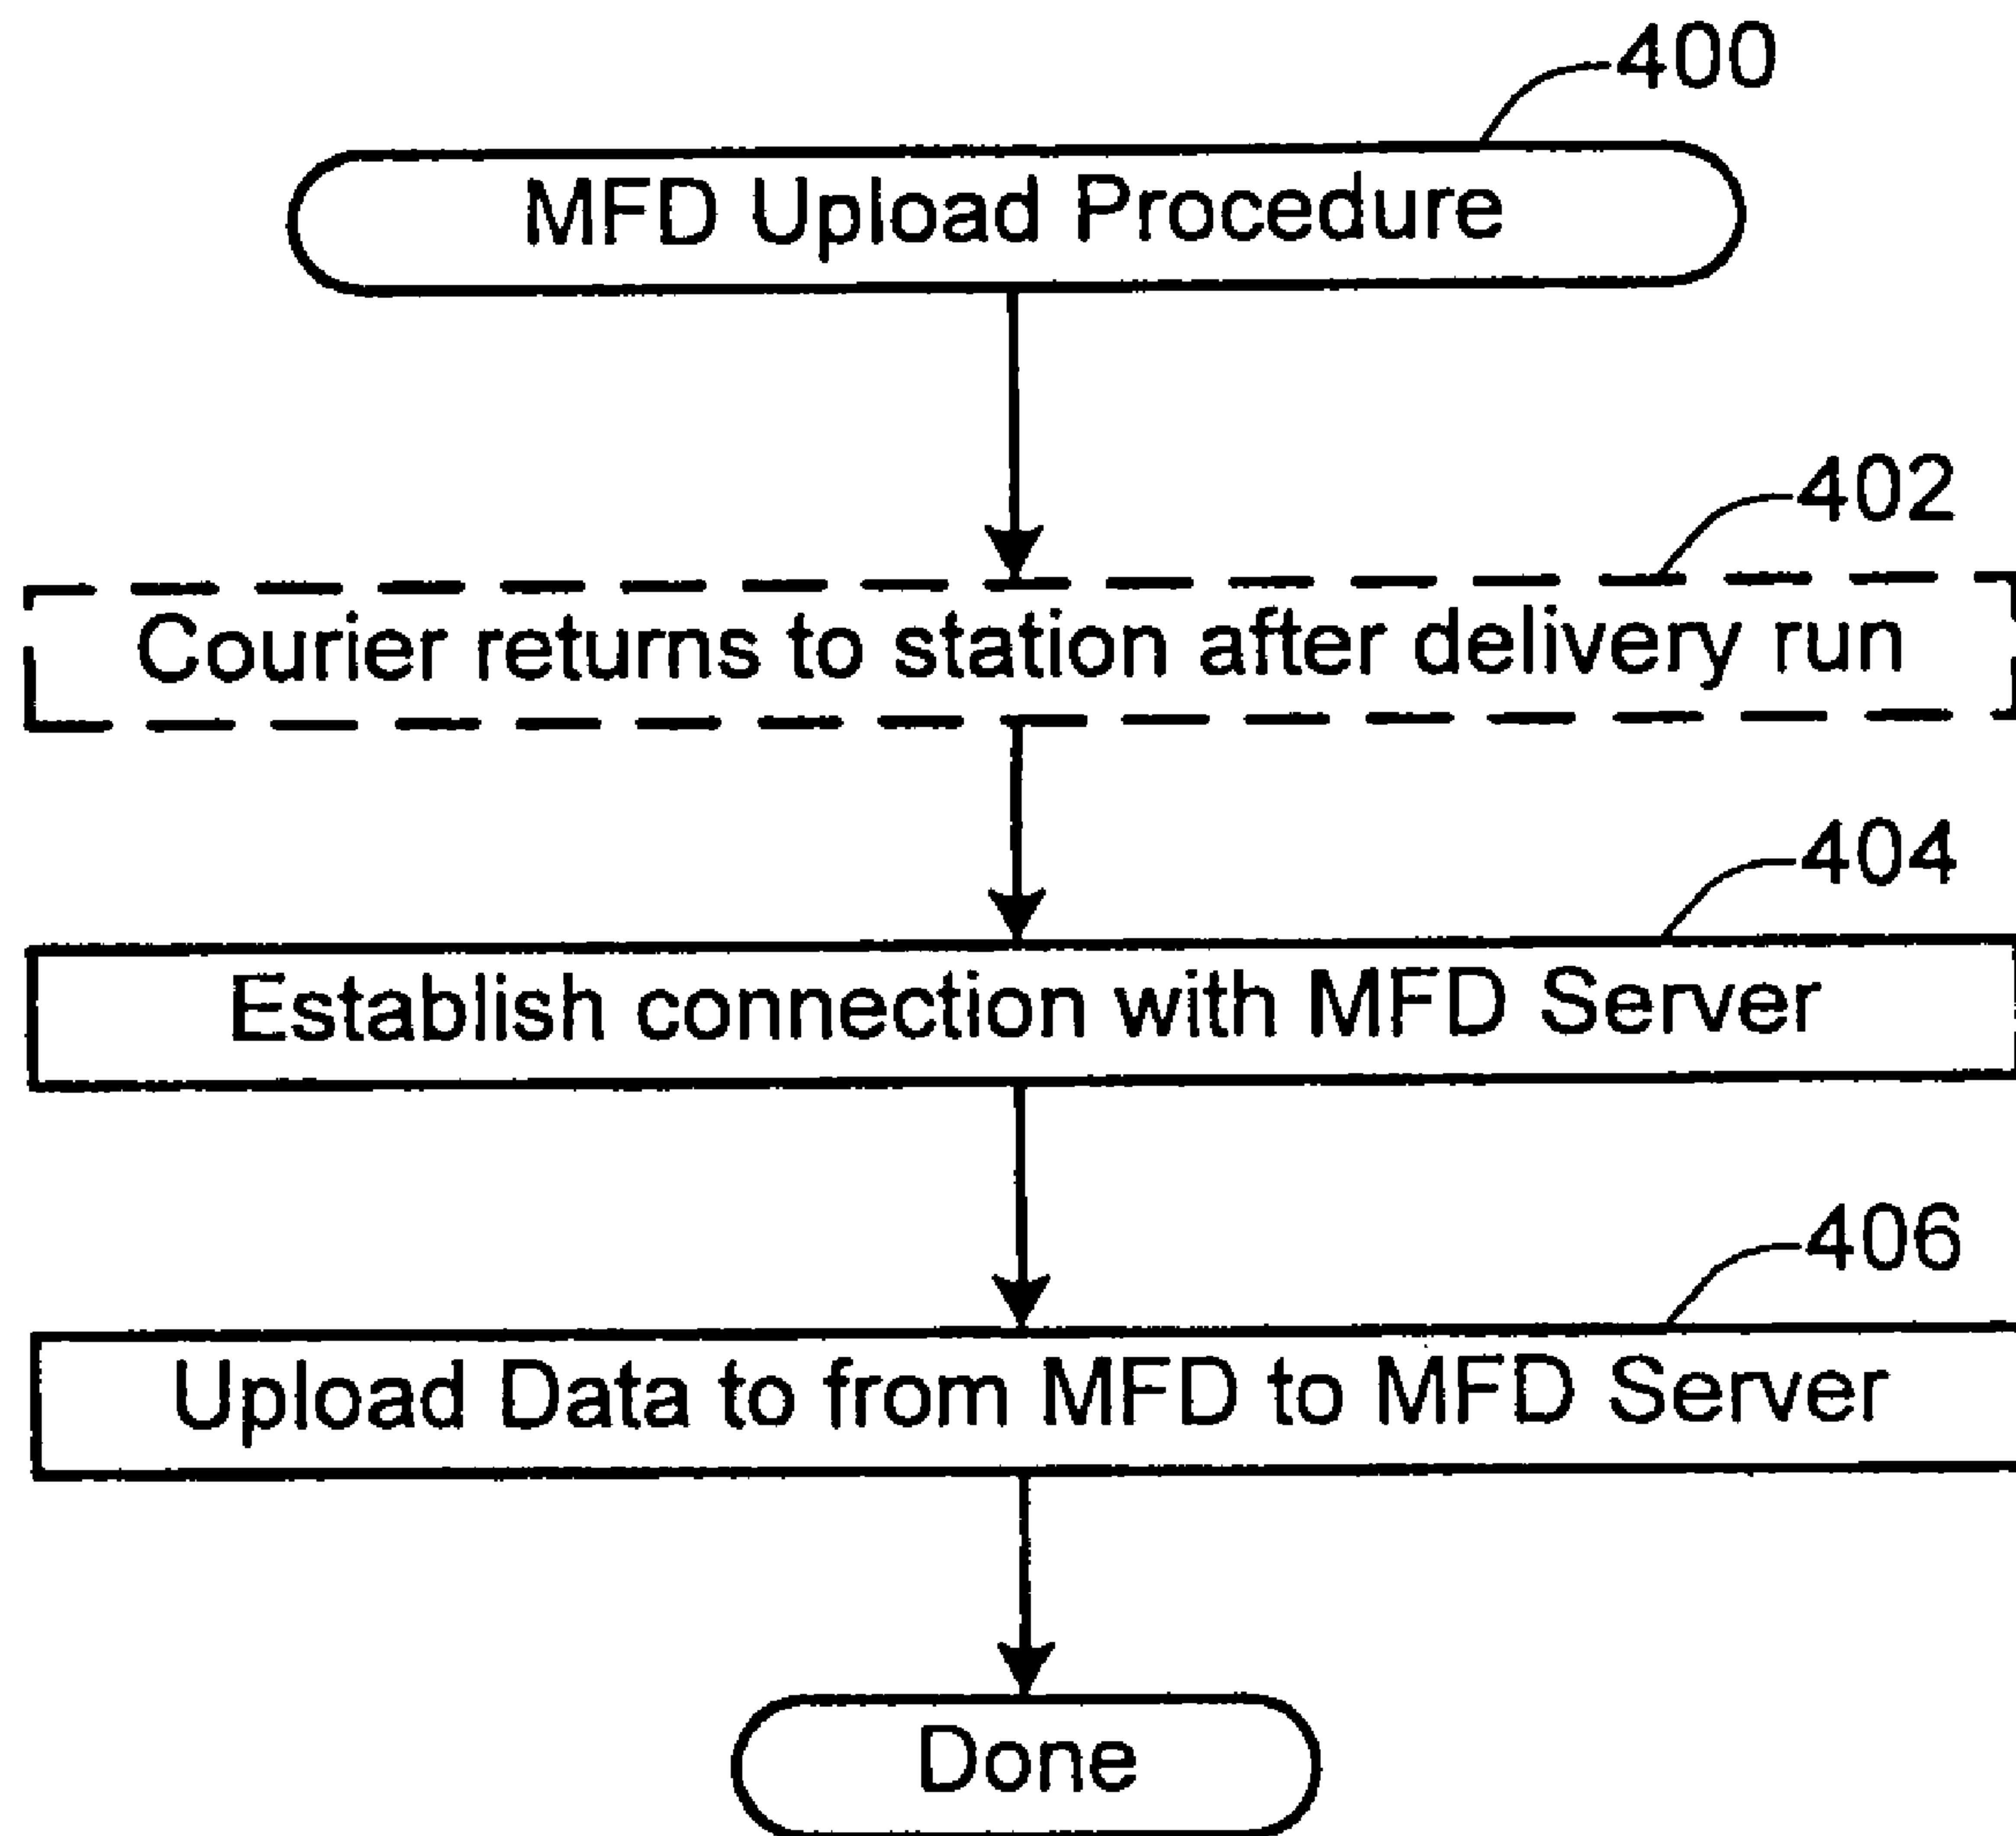 400
MFD Upload Procedure
402
Courier returns to station after delivery run
404
Establish connection with MFD Server
406
Upload Data to from MFD to MFD Server
Done